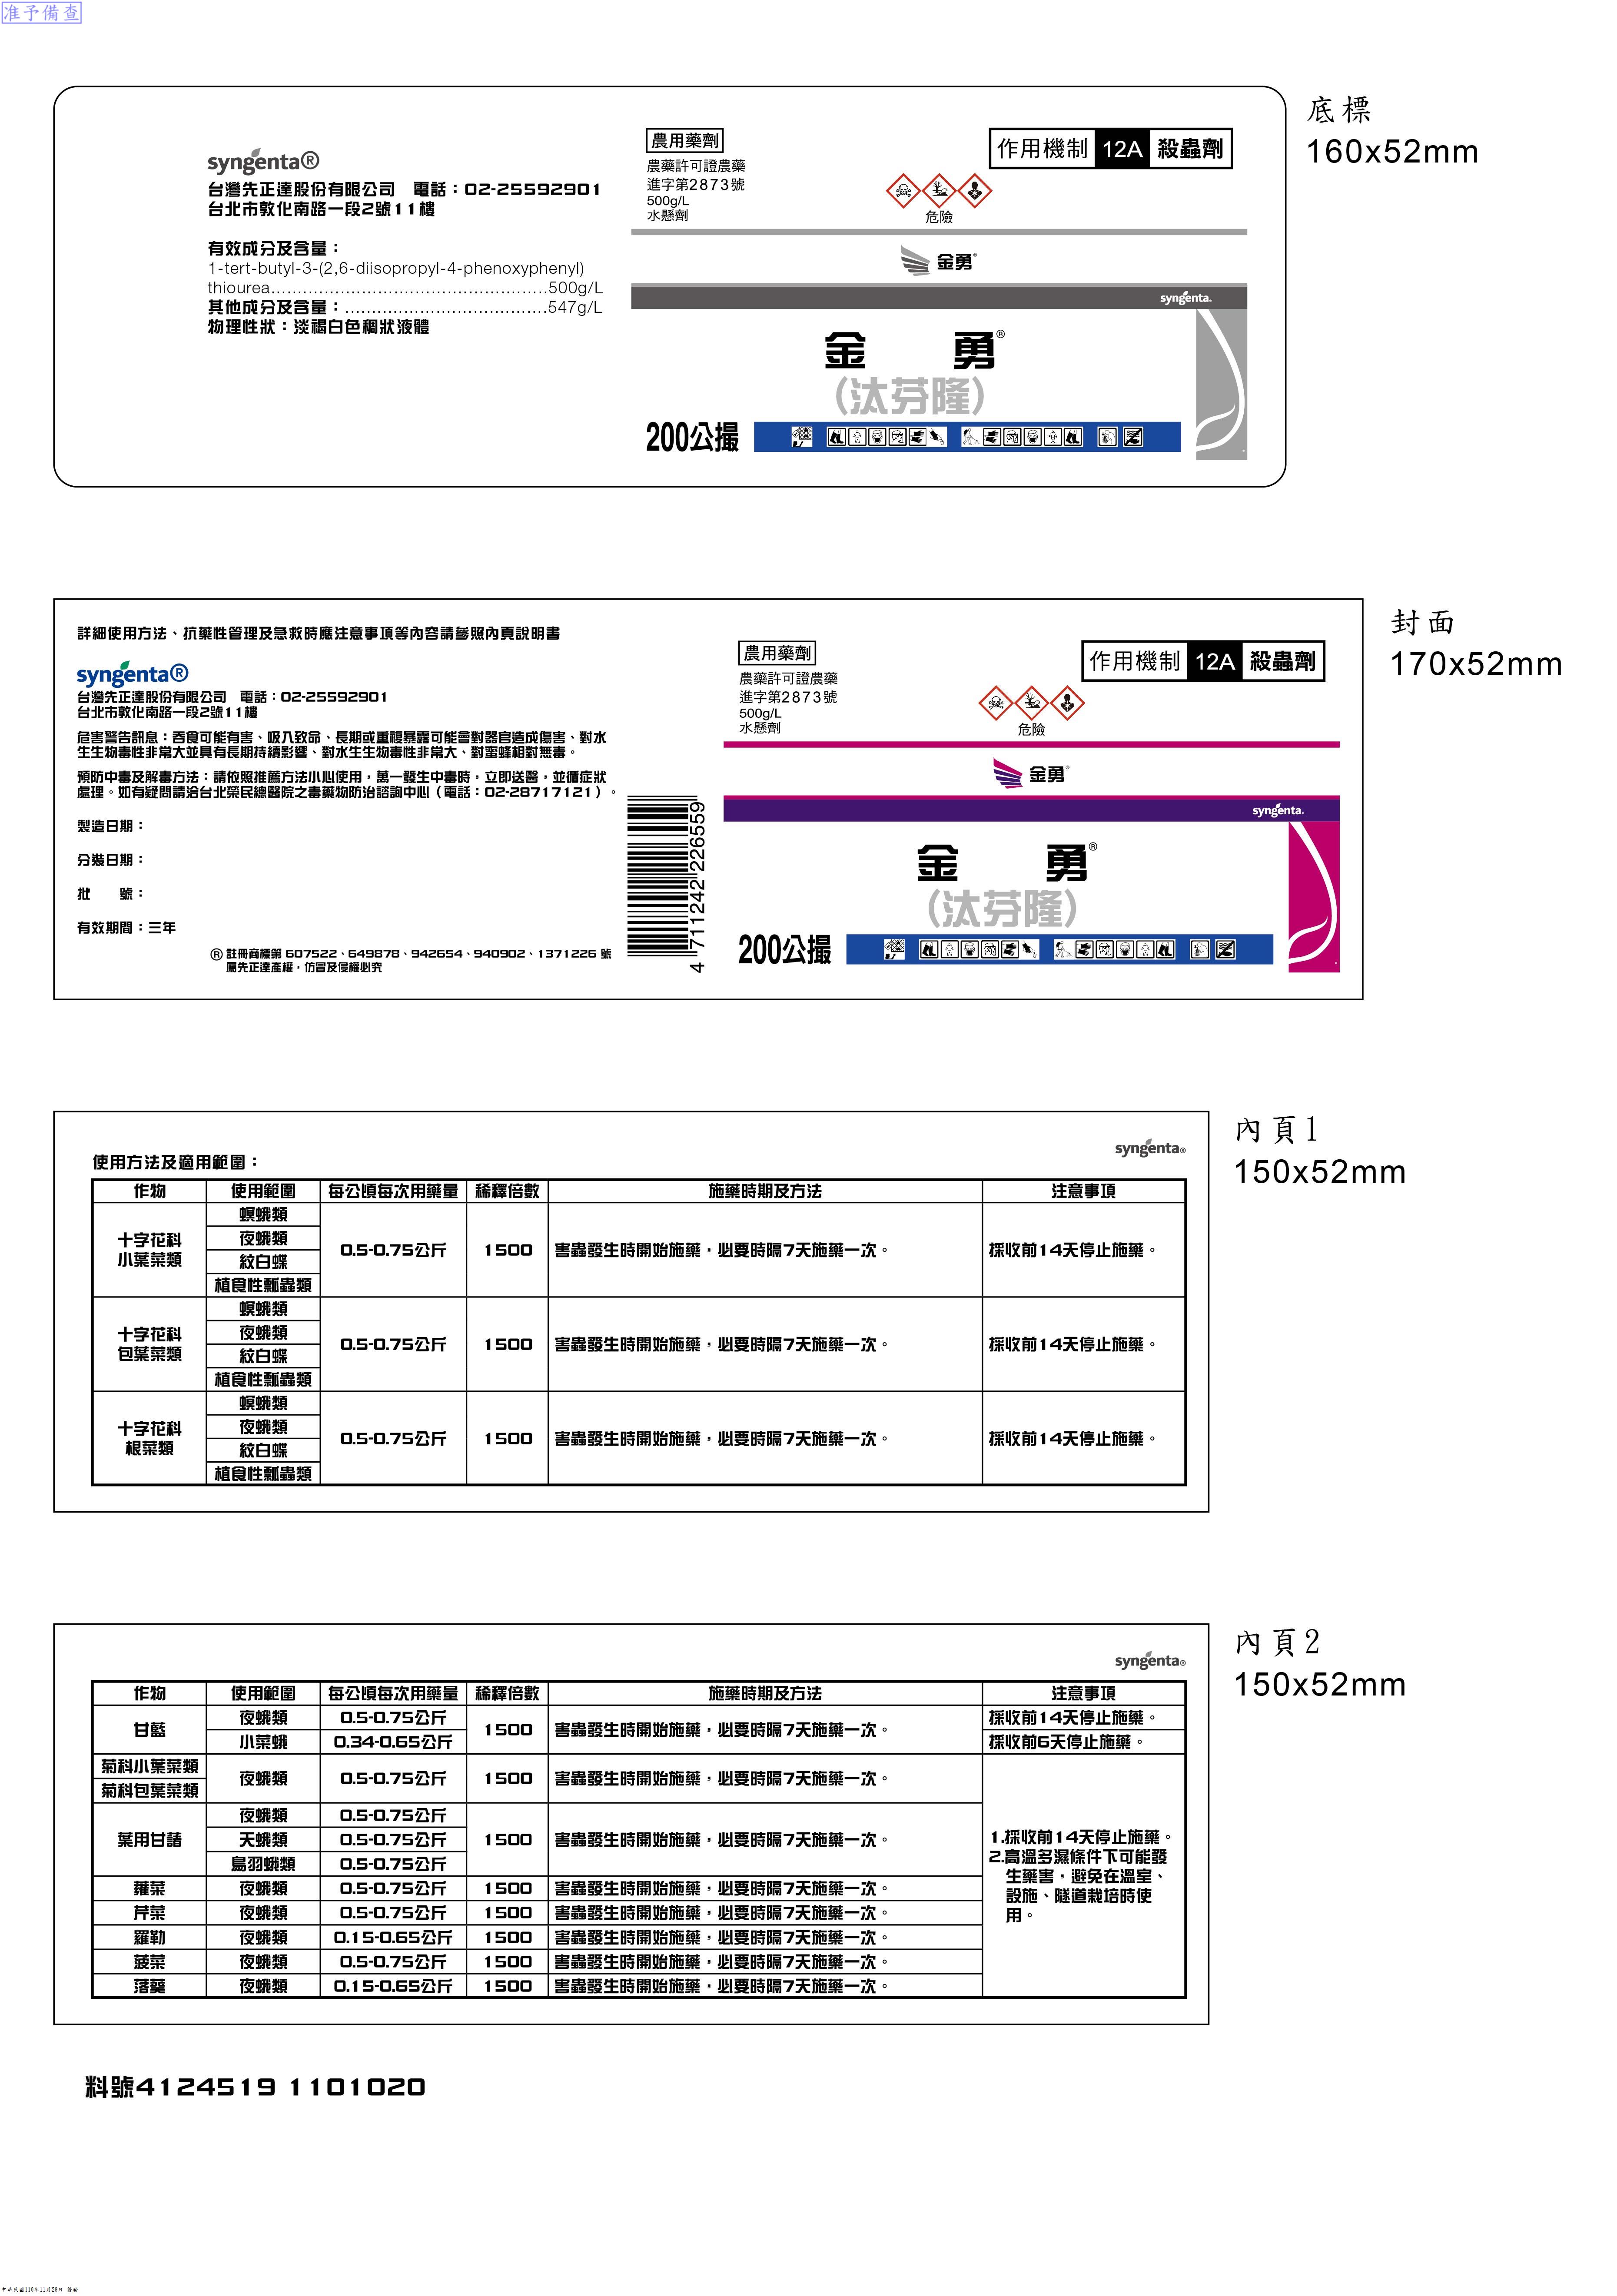 准予備查
底標
160x52mm
syngenta®
台灣先正達股份有限公司 電話：02-25592901
台北市敦化南路一段2號11樓
有效成分及含量：
1-tert-butyl-3-(2,6-diisopropyl-4-phenoxyphenyl)
thiourea....................................................500g/L
其他成分及含量：......................................547g/L
物理性狀：淡褐白色稠狀液體
農用藥劑
農藥許可證農藥
進字第2873號
500g/L
水懸劑
作用機制 12A 殺蟲劑
危險
金勇®
syngenta.
金 勇®
(汰芬隆)
200公撮
封面
170x52mm
詳細使用方法、抗藥性管理及急救時應注意事項等內容請參照內頁說明書
syngenta®
台灣先正達股份有限公司 電話：02-25592901
台北市敦化南路一段2號11樓
危害警告訊息：吞食可能有害、吸入致命、長期或重複暴露可能會對器官造成傷害、對水
生生物毒性非常大並具有長期持續影響、對水生生物毒性非常大、對蜜蜂相對無毒。
預防中毒及解毒方法：請依照推薦方法小心使用，萬一發生中毒時，立即送醫，並循症狀
處理。如有疑問請洽台北榮民總醫院之毒藥物防治諮詢中心（電話：02-28717121）。
製造日期：
分裝日期：
批 號：
有效期間：三年
® 註冊商標第 607522、649878、942654、940902、1371226 號
屬先正達產權，仿冒及侵權必究
4 711242 226559
農用藥劑
農藥許可證農藥
進字第2873號
500g/L
水懸劑
作用機制 12A 殺蟲劑
危險
金勇®
syngenta.
金 勇®
(汰芬隆)
200公撮
內頁1
150x52mm
syngenta®
使用方法及適用範圍：
作物 使用範圍 每公頃每次用藥量 稀釋倍數 施藥時期及方法 注意事項
十字花科
小葉菜類
螟蛾類
夜蛾類
紋白蝶
植食性瓢蟲類
0.5-0.75公斤 1500 害蟲發生時開始施藥，必要時隔7天施藥一次。 採收前14天停止施藥。
十字花科
包葉菜類
螟蛾類
夜蛾類
紋白蝶
植食性瓢蟲類
0.5-0.75公斤 1500 害蟲發生時開始施藥，必要時隔7天施藥一次。 採收前14天停止施藥。
十字花科
根菜類
螟蛾類
夜蛾類
紋白蝶
植食性瓢蟲類
0.5-0.75公斤 1500 害蟲發生時開始施藥，必要時隔7天施藥一次。 採收前14天停止施藥。
內頁2
150x52mm
syngenta®
作物 使用範圍 每公頃每次用藥量 稀釋倍數 施藥時期及方法 注意事項
甘藍 夜蛾類 0.5-0.75公斤 1500 害蟲發生時開始施藥，必要時隔7天施藥一次。 採收前14天停止施藥。
小菜蛾 0.34-0.65公斤 採收前6天停止施藥。
菊科小葉菜類
菊科包葉菜類
夜蛾類 0.5-0.75公斤 1500 害蟲發生時開始施藥，必要時隔7天施藥一次。
葉用甘藷
夜蛾類 0.5-0.75公斤
天蛾類 0.5-0.75公斤 1500 害蟲發生時開始施藥，必要時隔7天施藥一次。
鳥羽蛾類 0.5-0.75公斤
蕹菜 夜蛾類 0.5-0.75公斤 1500 害蟲發生時開始施藥，必要時隔7天施藥一次。
芹菜 夜蛾類 0.5-0.75公斤 1500 害蟲發生時開始施藥，必要時隔7天施藥一次。
羅勒 夜蛾類 0.15-0.65公斤 1500 害蟲發生時開始施藥，必要時隔7天施藥一次。
菠菜 夜蛾類 0.5-0.75公斤 1500 害蟲發生時開始施藥，必要時隔7天施藥一次。
落葵 夜蛾類 0.15-0.65公斤 1500 害蟲發生時開始施藥，必要時隔7天施藥一次。
1.採收前14天停止施藥。
2.高溫多濕條件下可能發
生藥害，避免在溫室、
設施、隧道栽培時使
用。
料號4124519 1101020
中華民國110年11月29日